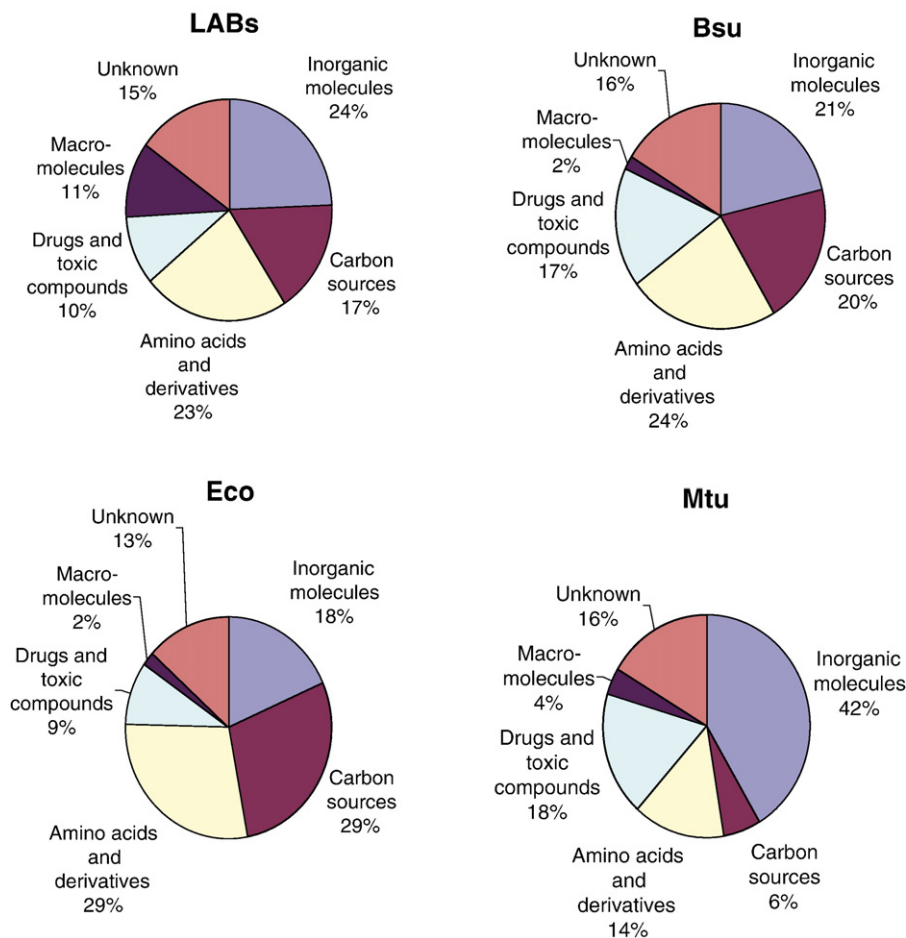 LABs
Unknown
15%
Inorganic
molecules
24%
Macro-
molecules
11%
Drugs and
toxic
compounds
10%
Carbon
sources
17%
Amino acids
and
derivatives
23%
Bsu
Unknown
16%
Inorganic
molecules
21%
Macro-
molecules
2%
Drugs and
toxic
compounds
17%
Carbon
sources
20%
Amino acids
and
derivatives
24%
Eco
Unknown
13%
Inorganic
molecules
18%
Macro-
molecules
2%
Drugs and
toxic
compounds
9%
Carbon
sources
29%
Amino acids
and
derivatives
29%
Mtu
Unknown
16%
Inorganic
molecules
42%
Macro-
molecules
4%
Drugs and
toxic
compounds
18%
Carbon
sources
6%
Amino acids
and
derivatives
14%